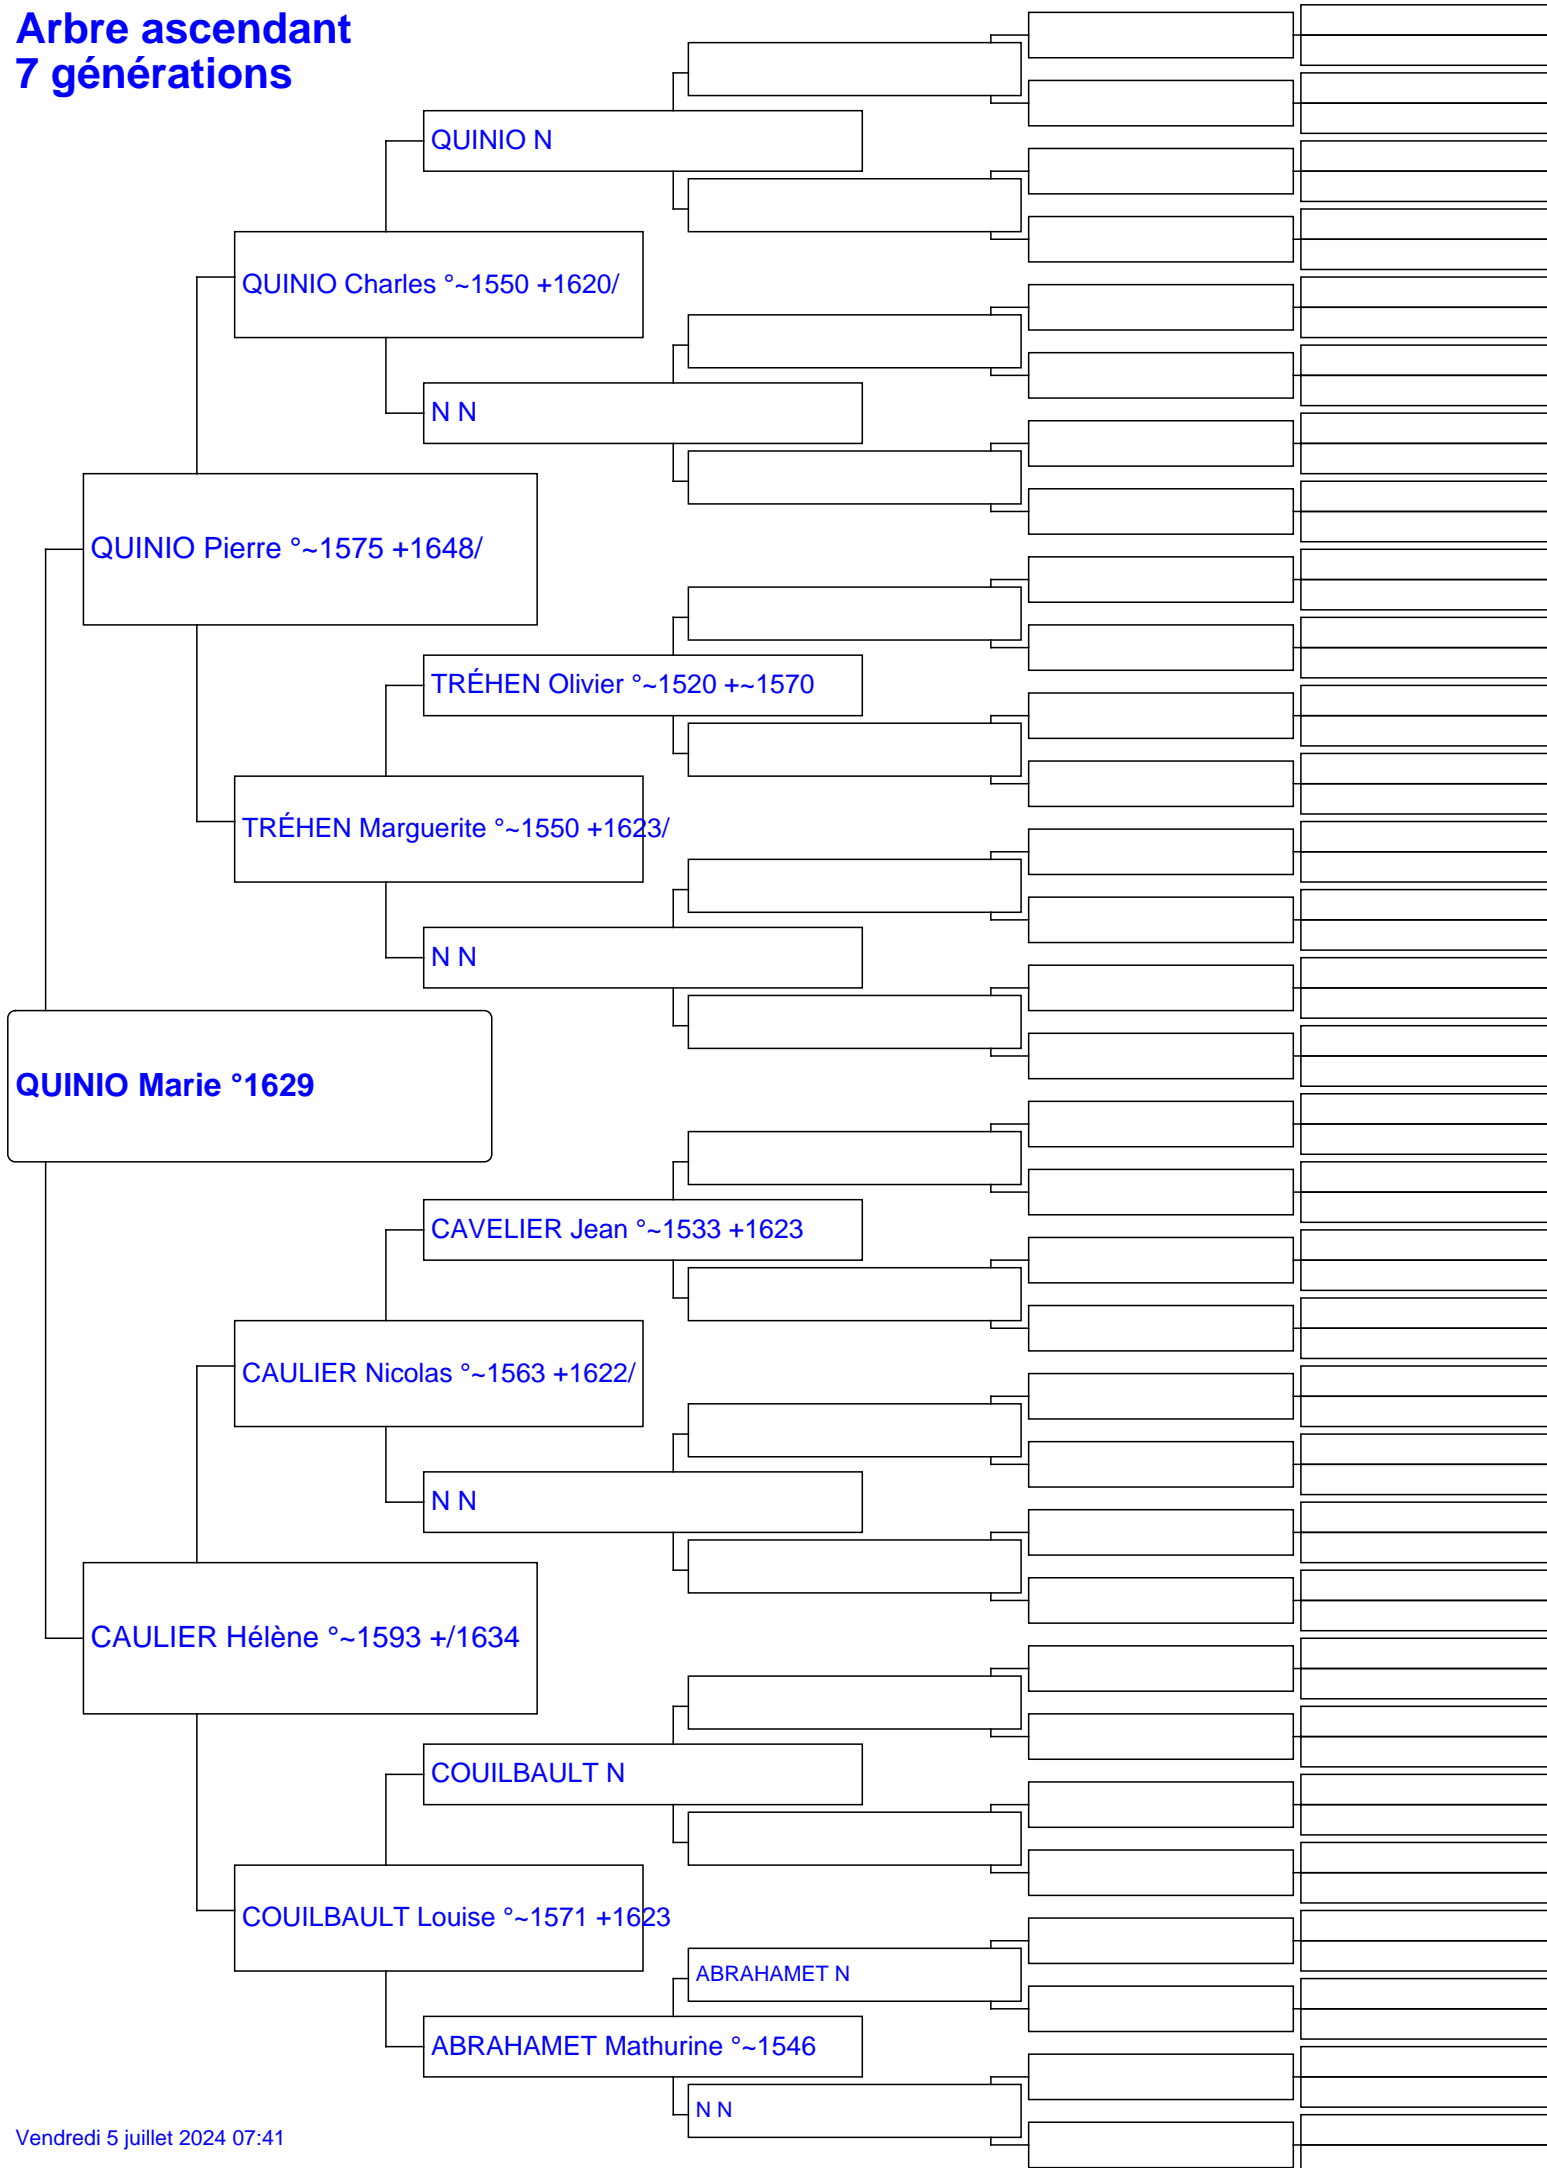 Arbre ascendant
7 générations
QUINIO N
QUINIO Charles °~1550 +1620/
N N
QUINIO Pierre °~1575 +1648/
TRÉHEN Olivier °~1520 +~1570
TRÉHEN Marguerite °~1550 +1623/
N N
QUINIO Marie °1629
CAVELIER Jean °~1533 +1623
CAULIER Nicolas °~1563 +1622/
N N
CAULIER Hélène °~1593 +/1634
COUILBAULT N
COUILBAULT Louise °~1571 +1623
ABRAHAMET N
ABRAHAMET Mathurine °~1546
N N
Vendredi 5 juillet 2024 07:41